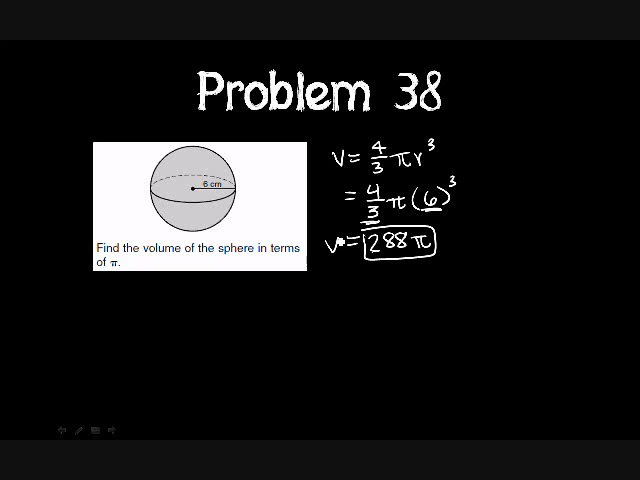 Problem 38
6 cm
Find the volume of the sphere in terms
of π.
V = 4/3 πr³
= 4/3 π(6)³
V = 288π